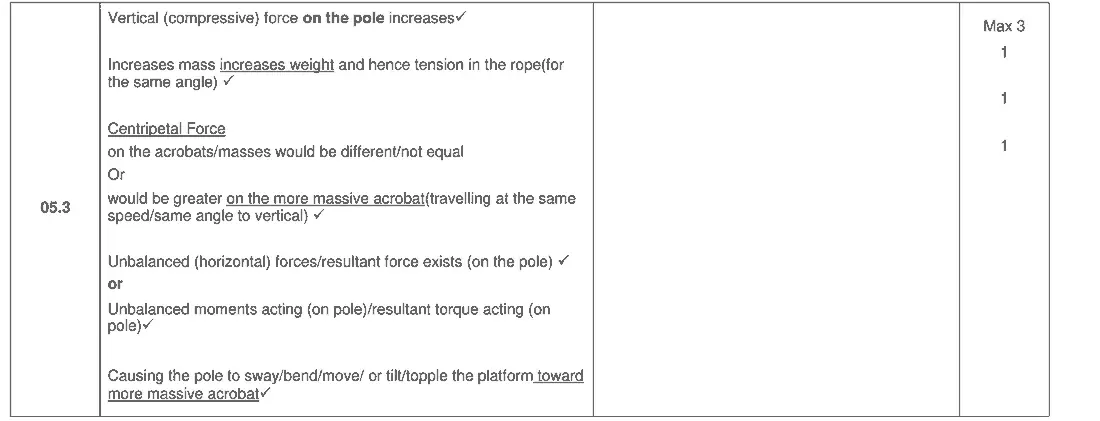 Vertical (compressive) force on the pole increases✓
Max 3
1
Increases mass increases weight and hence tension in the rope(for
the same angle) ✓
1
Centripetal Force
on the acrobats/masses would be different/not equal
1
Or
would be greater on the more massive acrobat(travelling at the same
speed/same angle to vertical) ✓
05.3
Unbalanced (horizontal) forces/resultant force exists (on the pole) ✓
or
Unbalanced moments acting (on pole)/resultant torque acting (on
pole)✓
Causing the pole to sway/bend/move/ or tilt/topple the platform toward
more massive acrobat✓